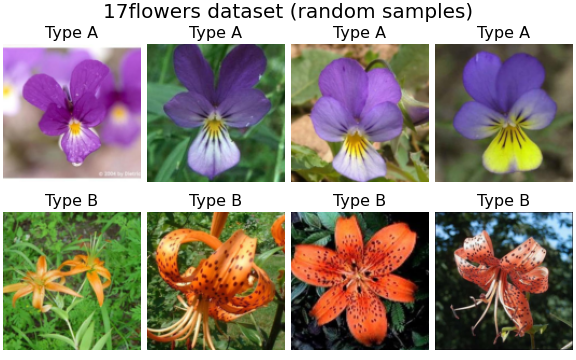 17flowers dataset (random samples)
Type A Type A Type A Type A
Type B Type B Type B Type B